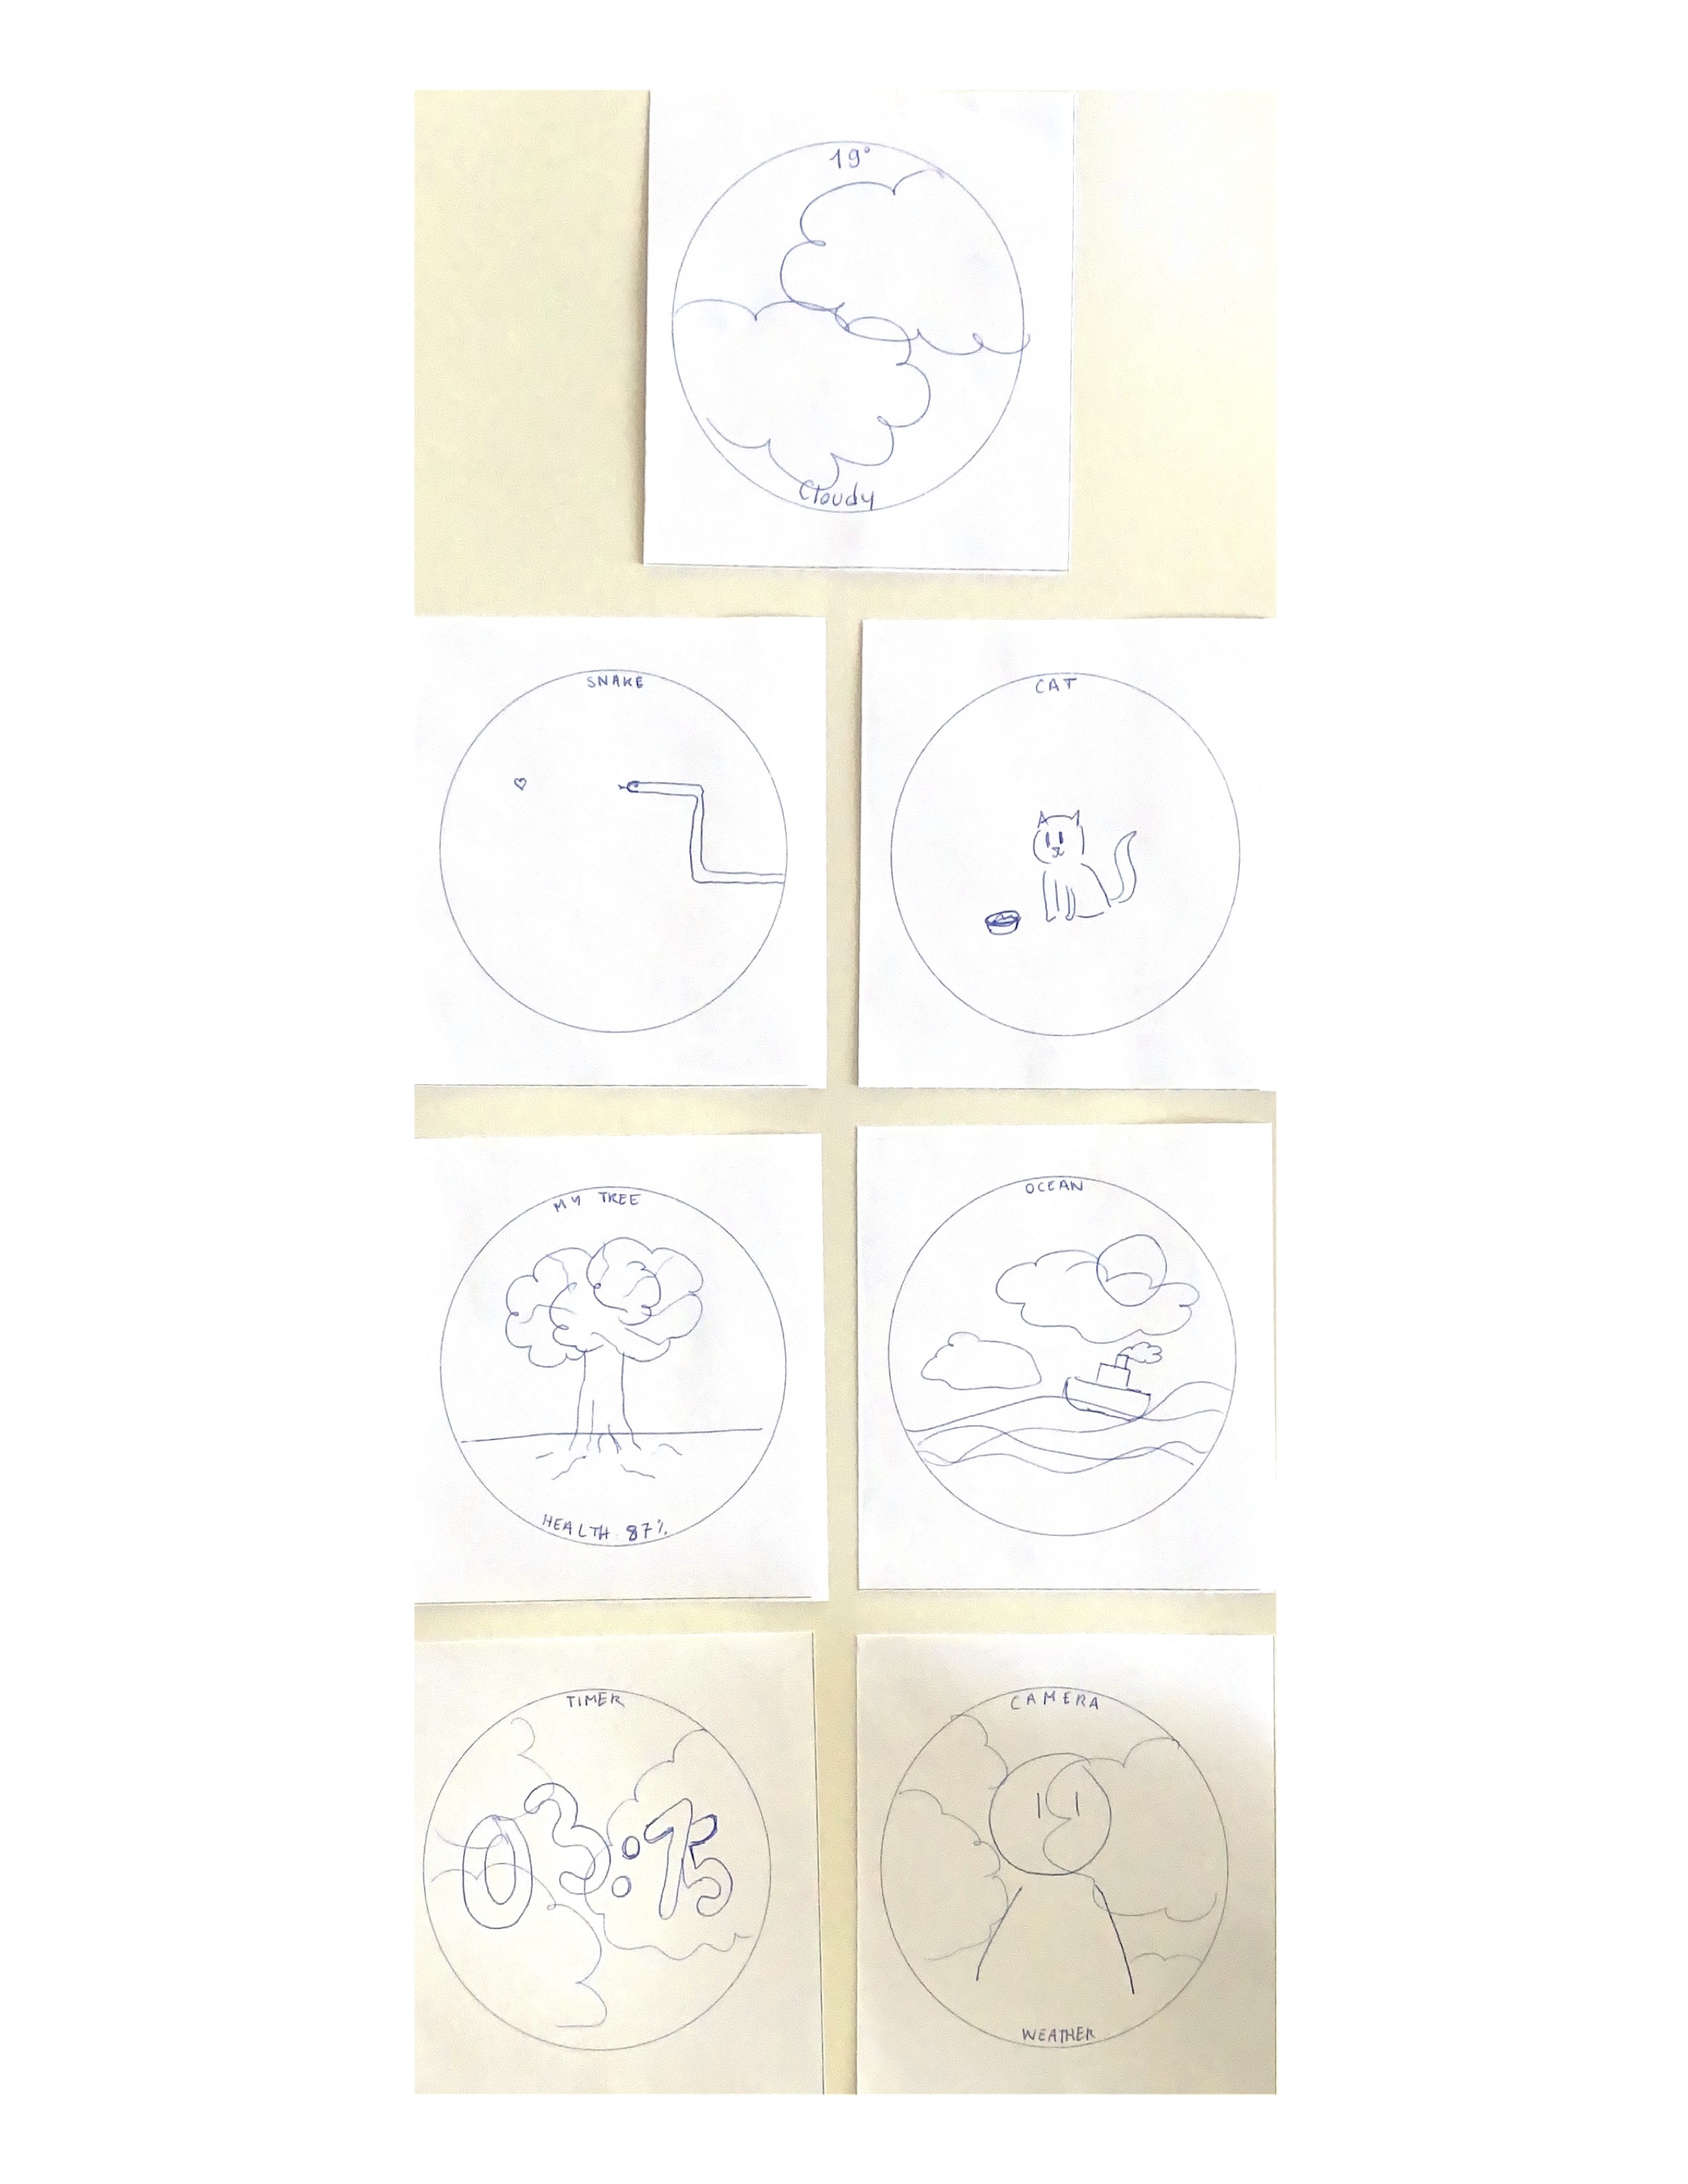 19°
Cloudy
SNAKE
CAT
MY TREE
HEALTH 87%
OCEAN
TIMER
03:75
CAMERA
WEATHER